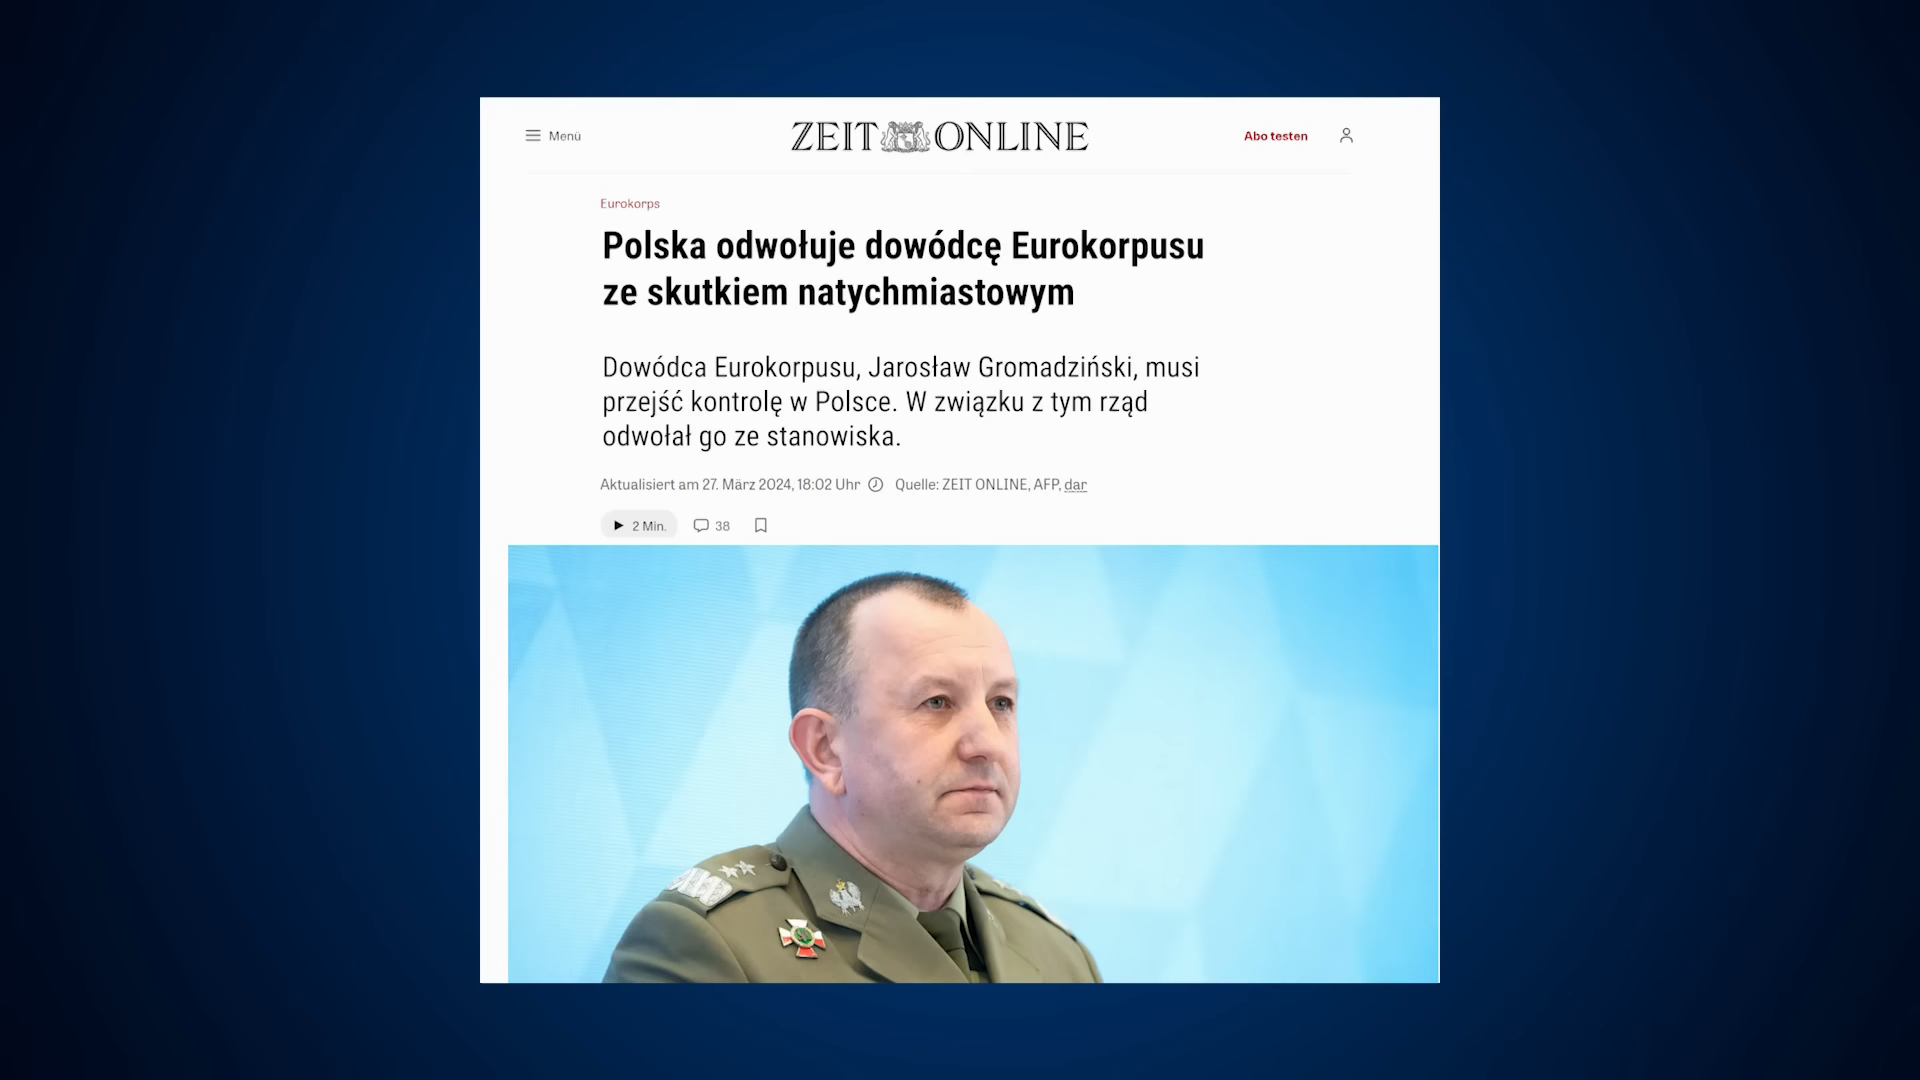 Menü
ZEIT ONLINE
Abo testen
Eurokorps
Polska odwołuje dowódcę Eurokorpusu
ze skutkiem natychmiastowym
Dowódca Eurokorpusu, Jarosław Gromadziński, musi
przejść kontrolę w Polsce. W związku z tym rząd
odwołał go ze stanowiska.
Aktualisiert am 27. März 2024, 18:02 Uhr Quelle: ZEIT ONLINE, AFP, dar
2 Min. 38